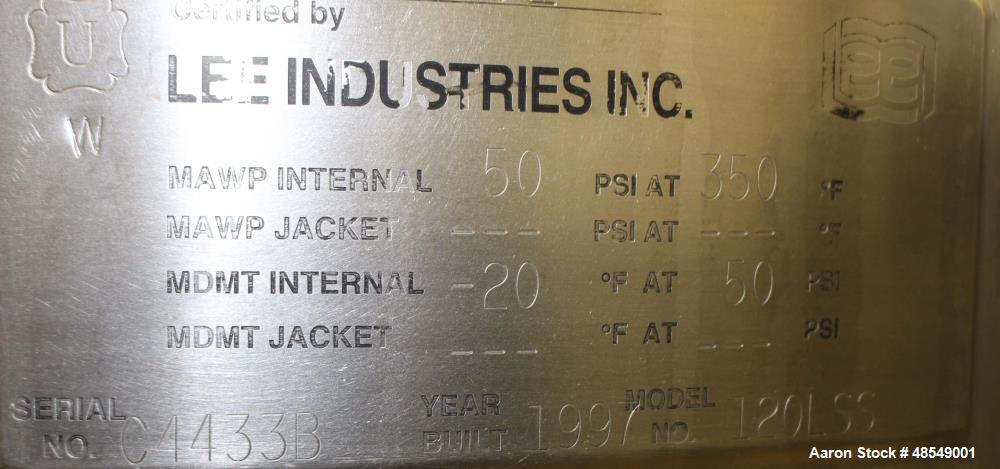 Certified by
U
W
LEE INDUSTRIES INC.
MAWP INTERNAL 50 PSI AT 350 °F
MAWP JACKET --- PSI AT --- °F
MDMT INTERNAL -20 °F AT 50 PSI
MDMT JACKET --- °F AT --- PSI
SERIAL NO. C4433B YEAR BUILT 1997 MODEL NO. 120LSS
Aaron Stock # 48549001